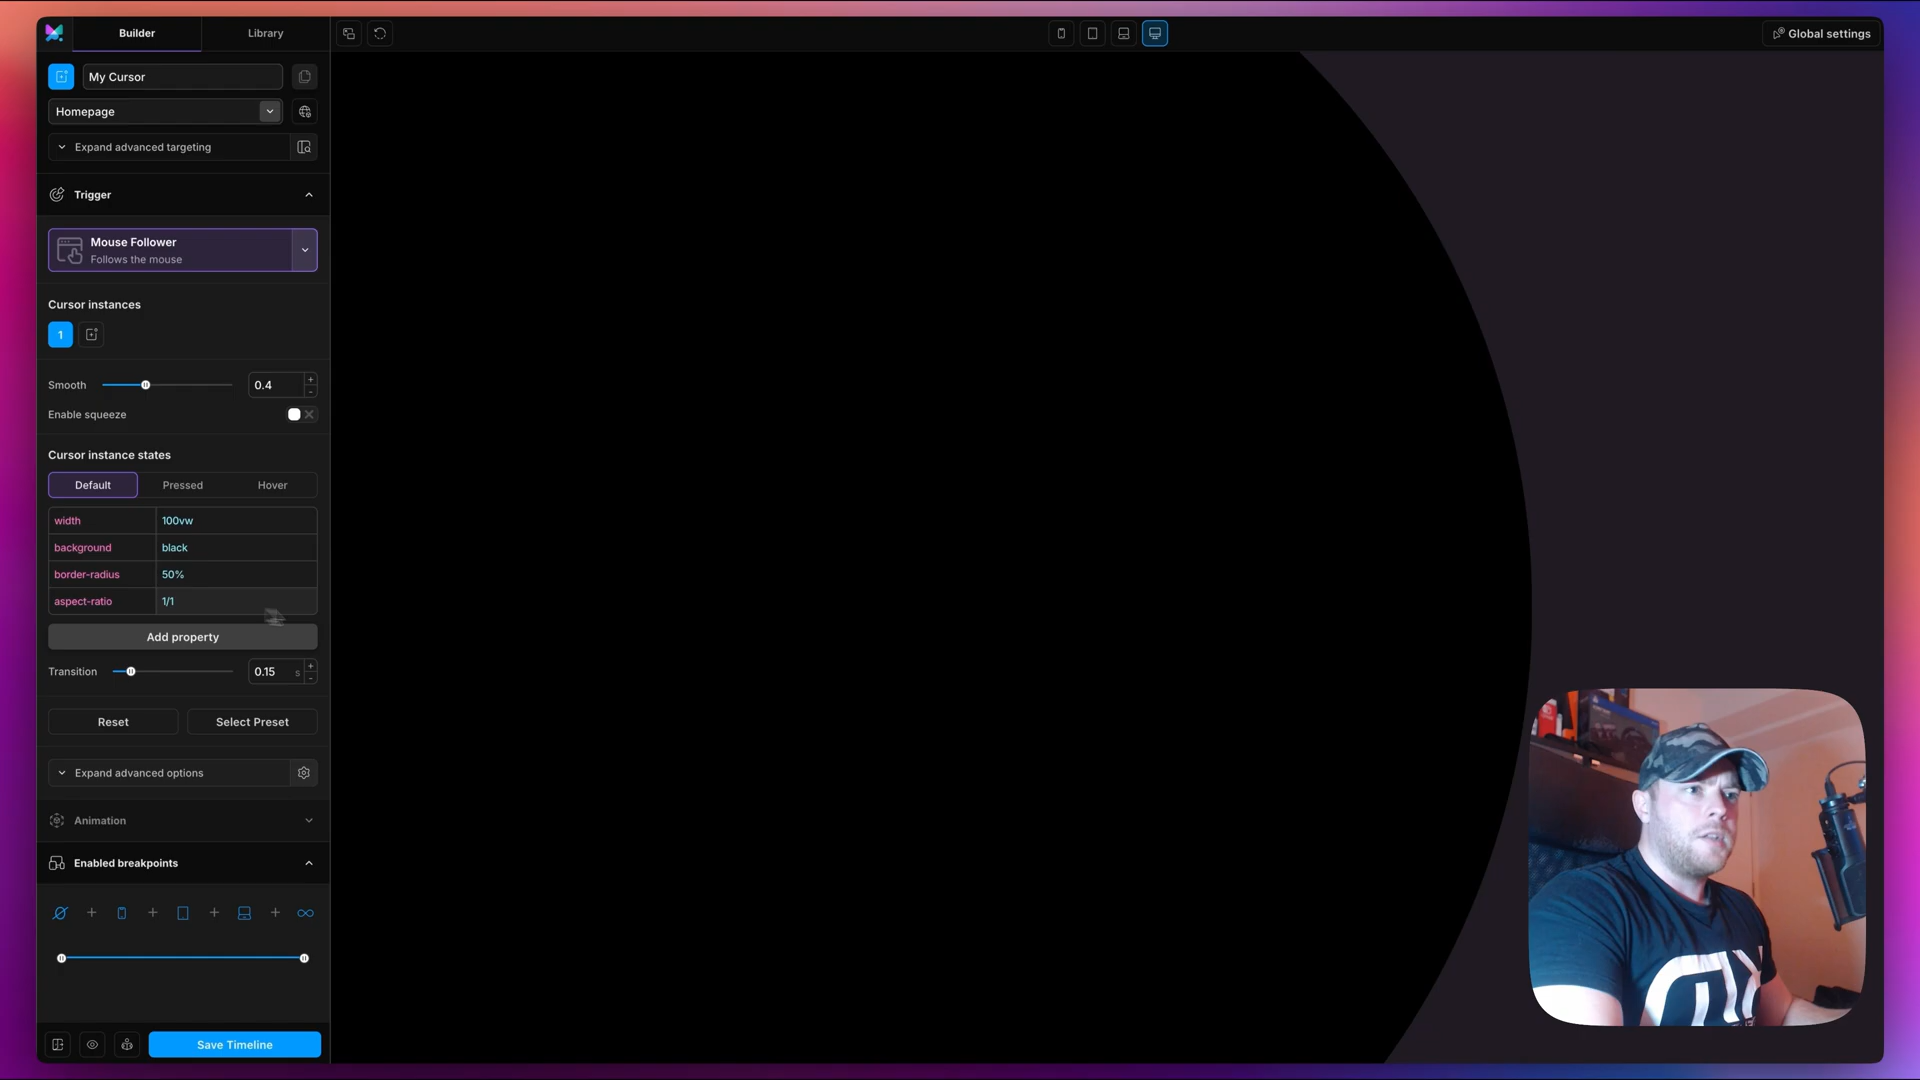 Builder
Library
Global settings
My Cursor
Homepage
Expand advanced targeting
Trigger
Mouse Follower
Follows the mouse
Cursor instances
1
Smooth
0.4
Enable squeeze
Cursor instance states
Default
Pressed
Hover
width
100vw
background
black
border-radius
50%
aspect-ratio
1/1
Add property
Transition
0.15
s
Reset
Select Preset
Expand advanced options
Animation
Enabled breakpoints
Save Timeline